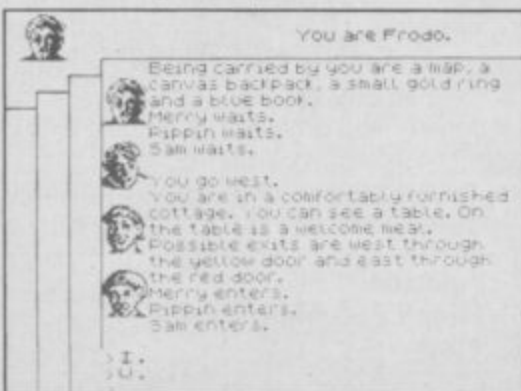 You are Frodo.
Being carried by you are a map, a
canvas backpack, a small gold ring
and a blue book.
Merry waits.
Pippin waits.
Sam waits.
You go west.
You are in a comfortably furnished
cottage. You can see a table. On
the table is a welcome meal.
Possible exits are west through
the yellow door and east through
the red door.
Merry enters.
Pippin enters.
Sam enters.
>I.